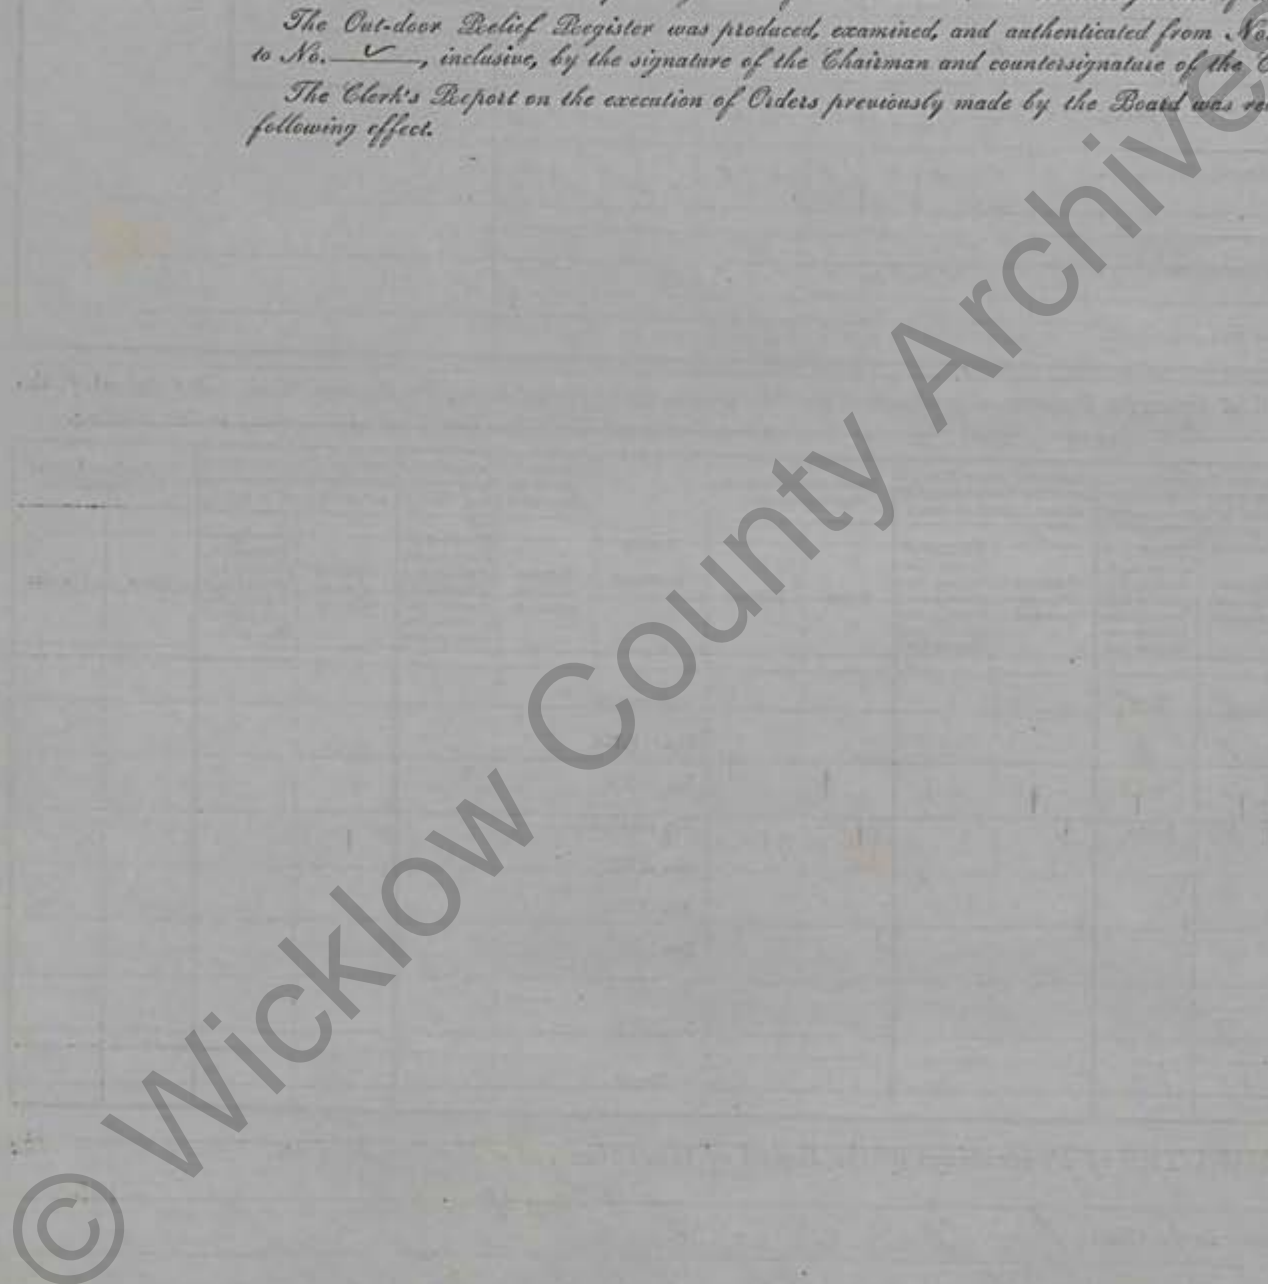 The Out-door Relief Register was produced, examined, and authenticated from No.
to No. ✓, inclusive, by the signature of the Chairman and countersignature of the
The Clerk's Report on the execution of Orders previously made by the Board was
following effect.
© Wicklow County Archives